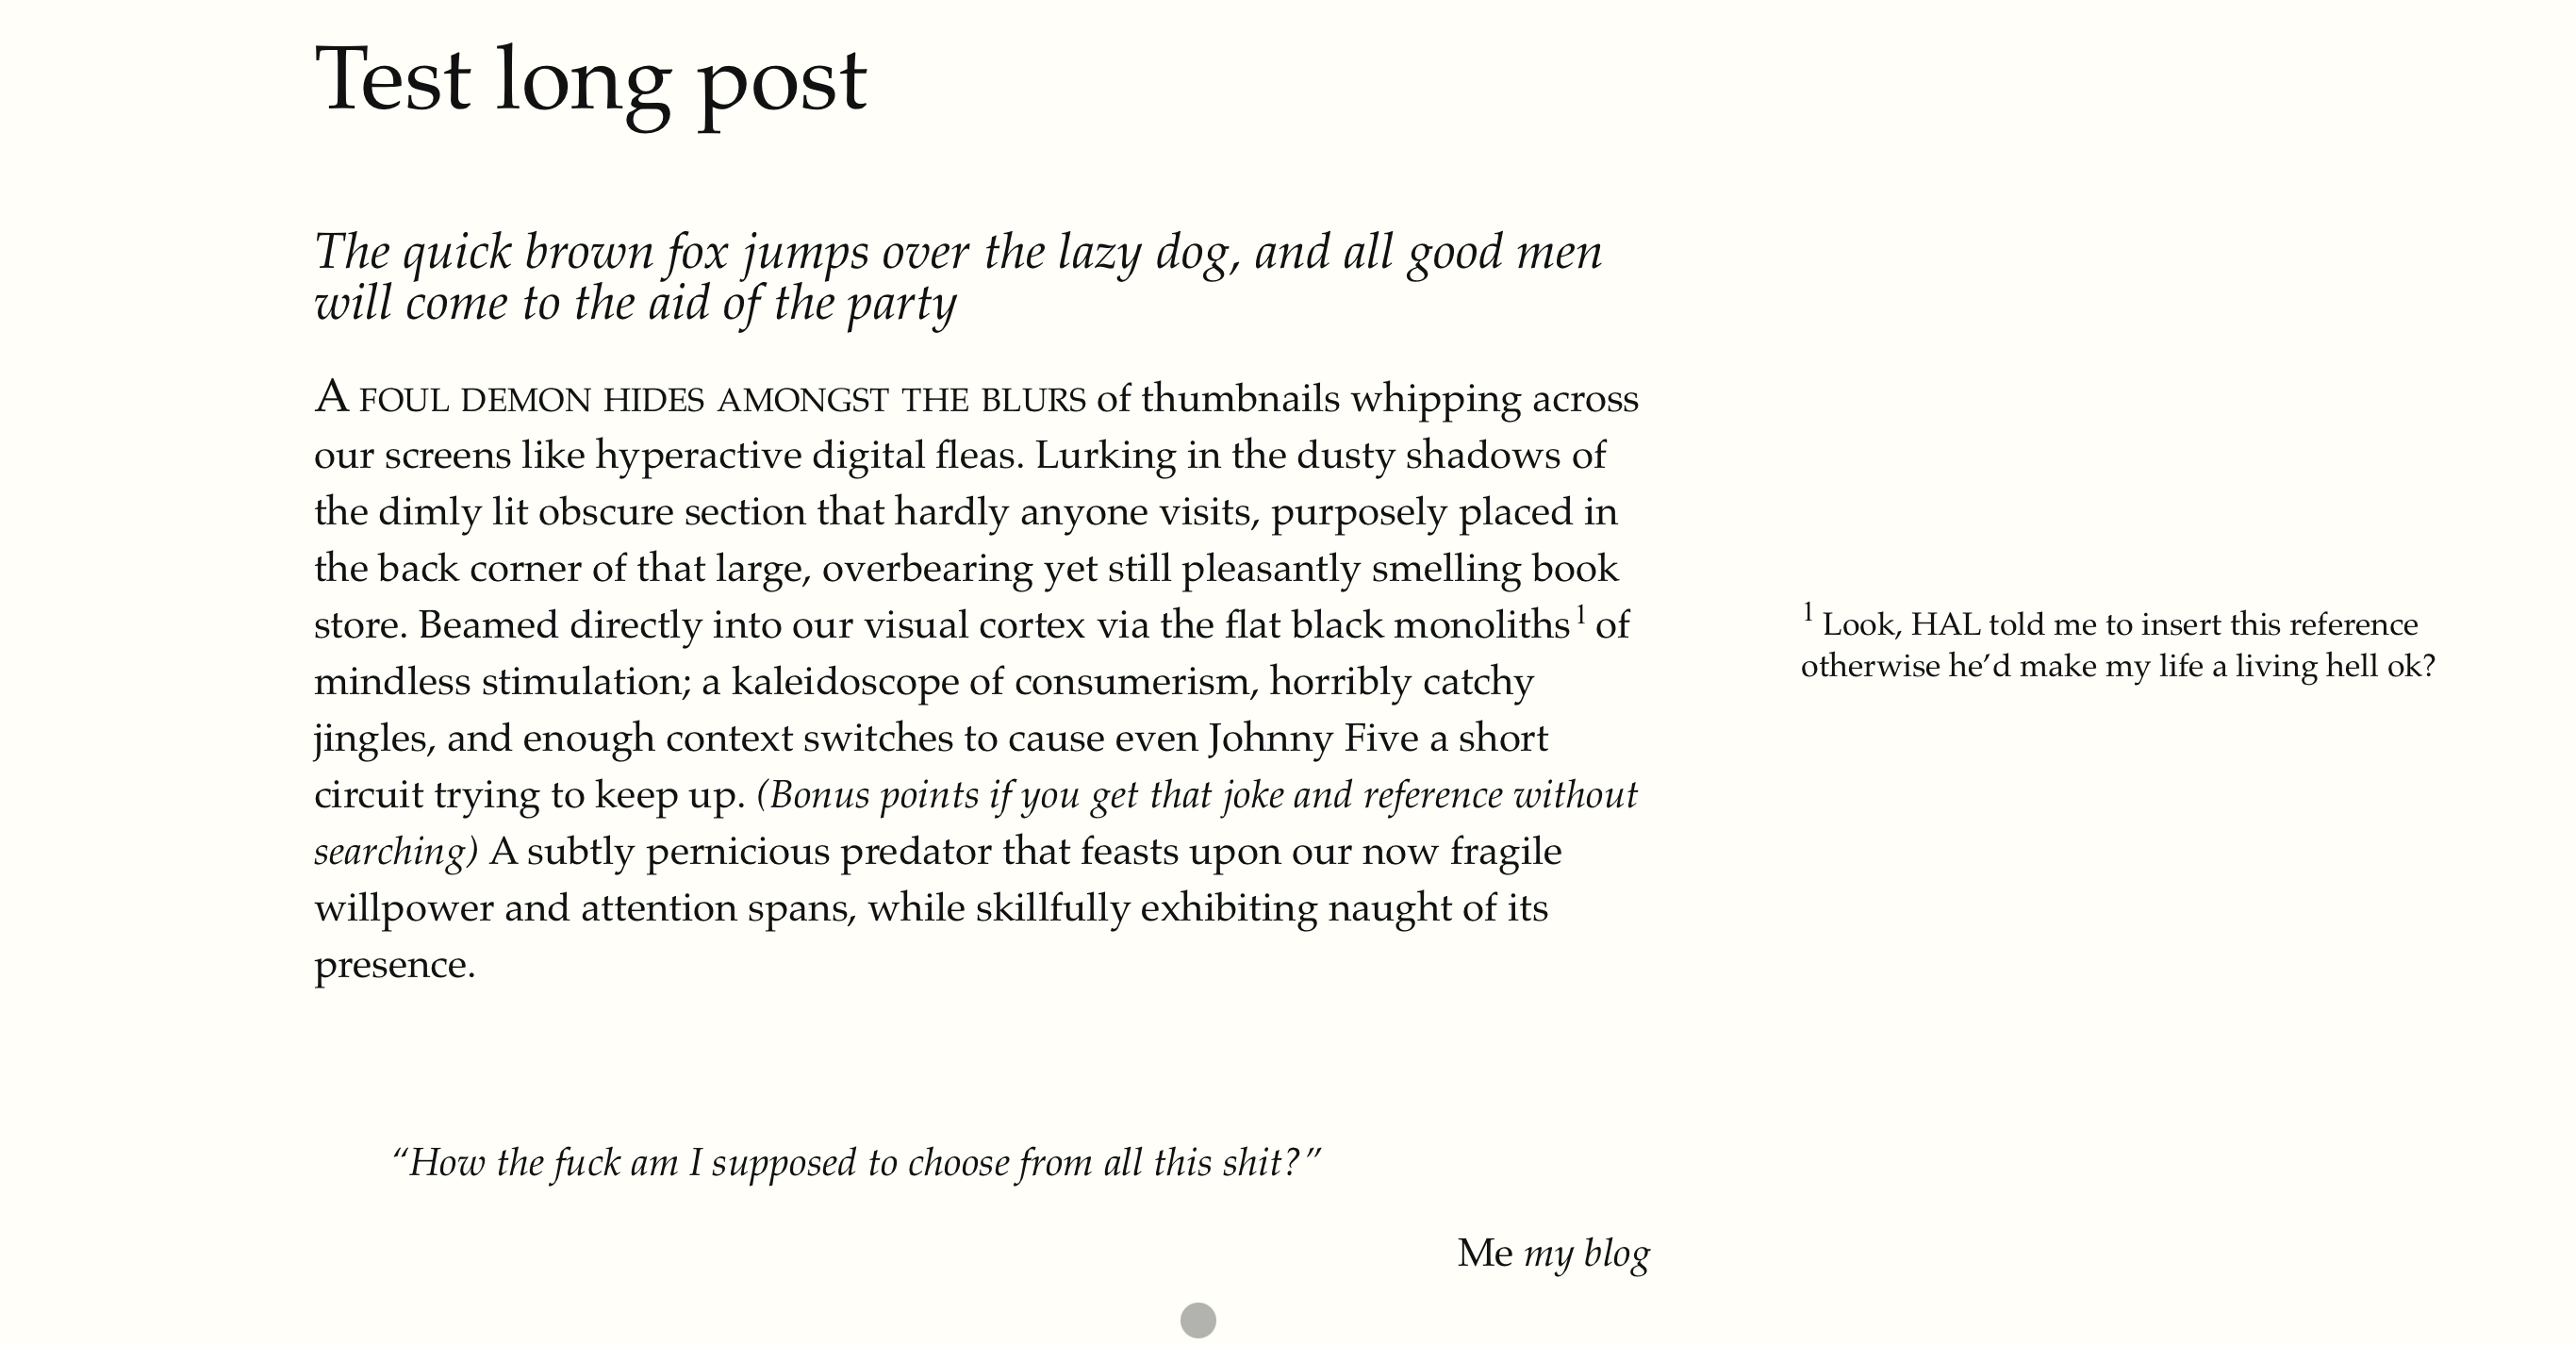 Test long post
The quick brown fox jumps over the lazy dog, and all good men
will come to the aid of the party
A FOUL DEMON HIDES AMONGST THE BLURS of thumbnails whipping across
our screens like hyperactive digital fleas. Lurking in the dusty shadows of
the dimly lit obscure section that hardly anyone visits, purposely placed in
the back corner of that large, overbearing yet still pleasantly smelling book
store. Beamed directly into our visual cortex via the flat black monoliths¹ of
mindless stimulation; a kaleidoscope of consumerism, horribly catchy
jingles, and enough context switches to cause even Johnny Five a short
circuit trying to keep up. (Bonus points if you get that joke and reference without
searching) A subtly pernicious predator that feasts upon our now fragile
willpower and attention spans, while skillfully exhibiting naught of its
presence.
¹ Look, HAL told me to insert this reference
otherwise he’d make my life a living hell ok?
“How the fuck am I supposed to choose from all this shit?”
Me my blog